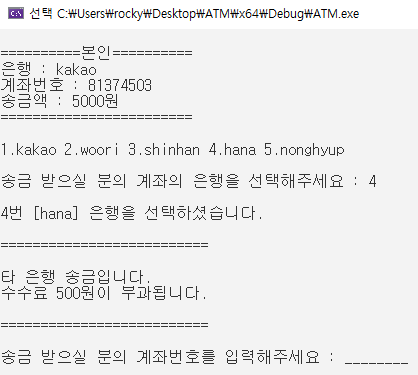 선택 C:₩Users₩rocky₩Desktop₩ATM₩x64₩Debug₩ATM.exe
==========본인==========
은행 : kakao
계좌번호 : 81374503
송금액 : 5000원
========================
1.kakao 2.woori 3.shinhan 4.hana 5.nonghyup
송금 받으실 분의 계좌의 은행을 선택해주세요 : 4
4번 [hana] 은행을 선택하셨습니다.
==========================
타 은행 송금입니다.
수수료 500원이 부과됩니다.
==========================
송금 받으실 분의 계좌번호를 입력해주세요 : ________